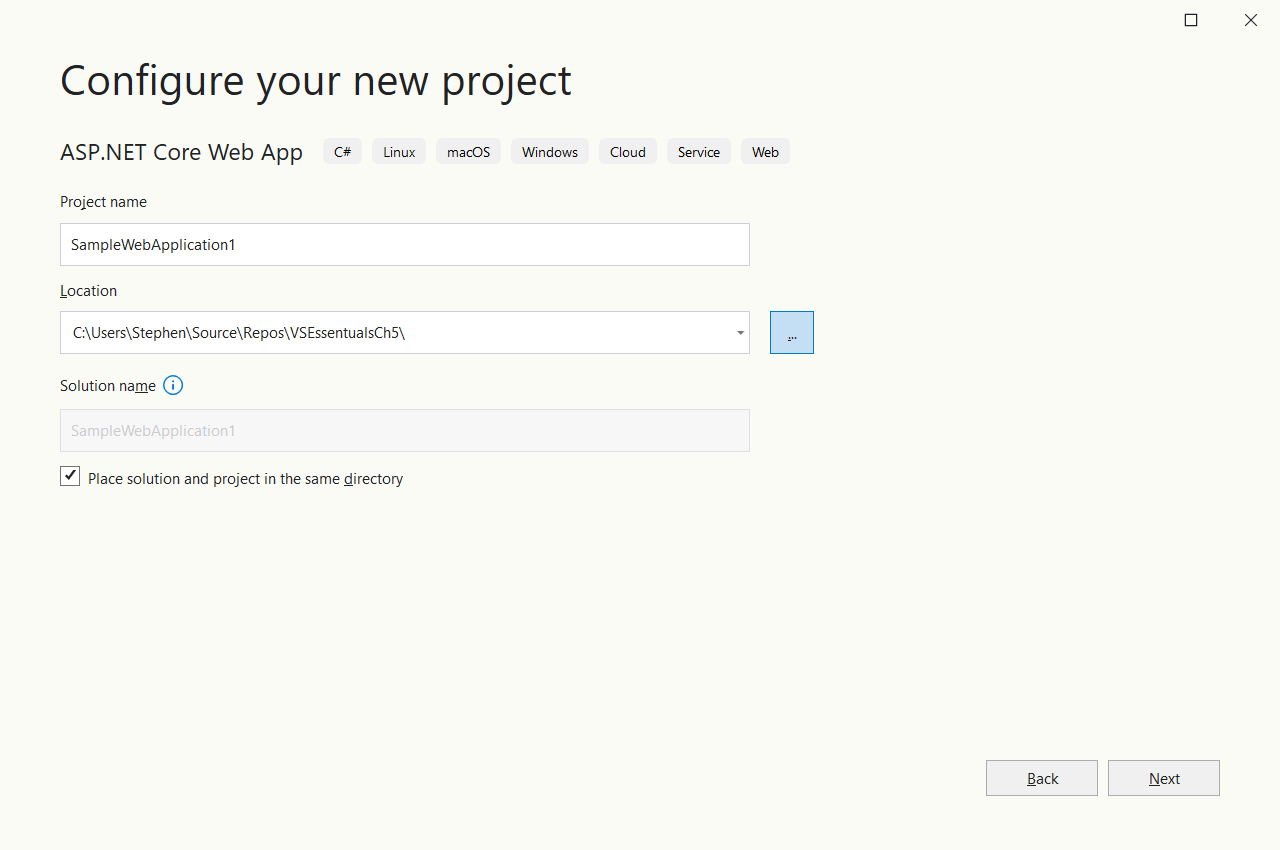 Configure your new project
ASP.NET Core Web App C# Linux macOS Windows Cloud Service Web
Project name
SampleWebApplication1
Location
C:\Users\Stephen\Source\Repos\VSEssentualsCh5\
...
Solution name
SampleWebApplication1
Place solution and project in the same directory
Back Next